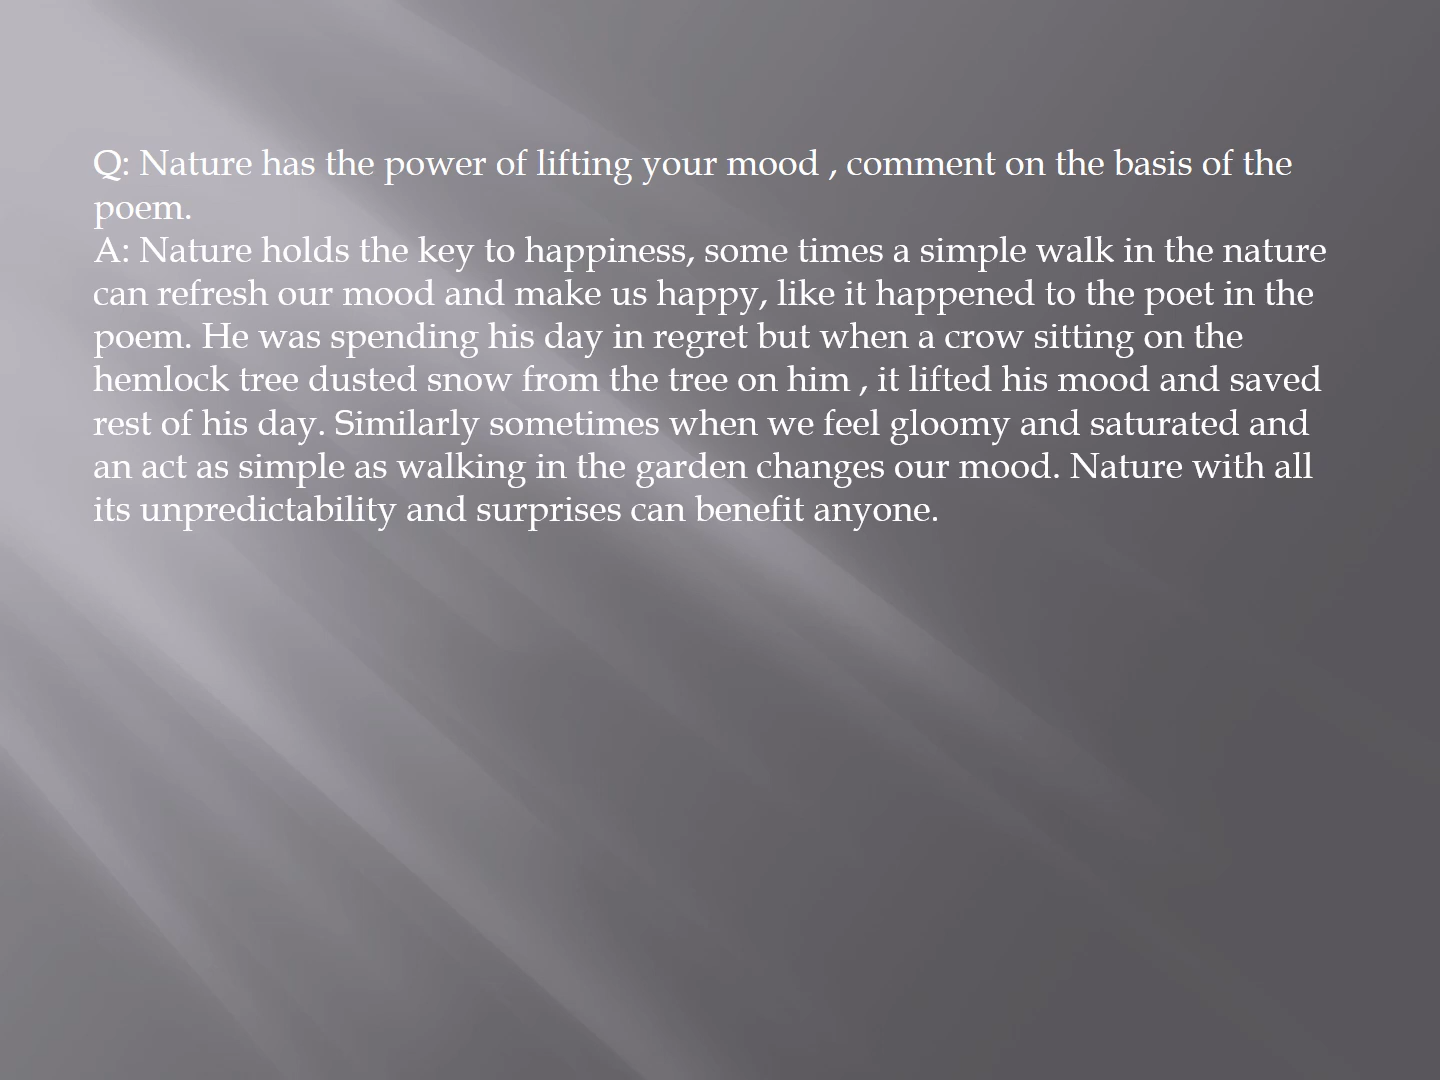 Q: Nature has the power of lifting your mood , comment on the basis of the
poem.
A: Nature holds the key to happiness, some times a simple walk in the nature
can refresh our mood and make us happy, like it happened to the poet in the
poem. He was spending his day in regret but when a crow sitting on the
hemlock tree dusted snow from the tree on him , it lifted his mood and saved
rest of his day. Similarly sometimes when we feel gloomy and saturated and
an act as simple as walking in the garden changes our mood. Nature with all
its unpredictability and surprises can benefit anyone.